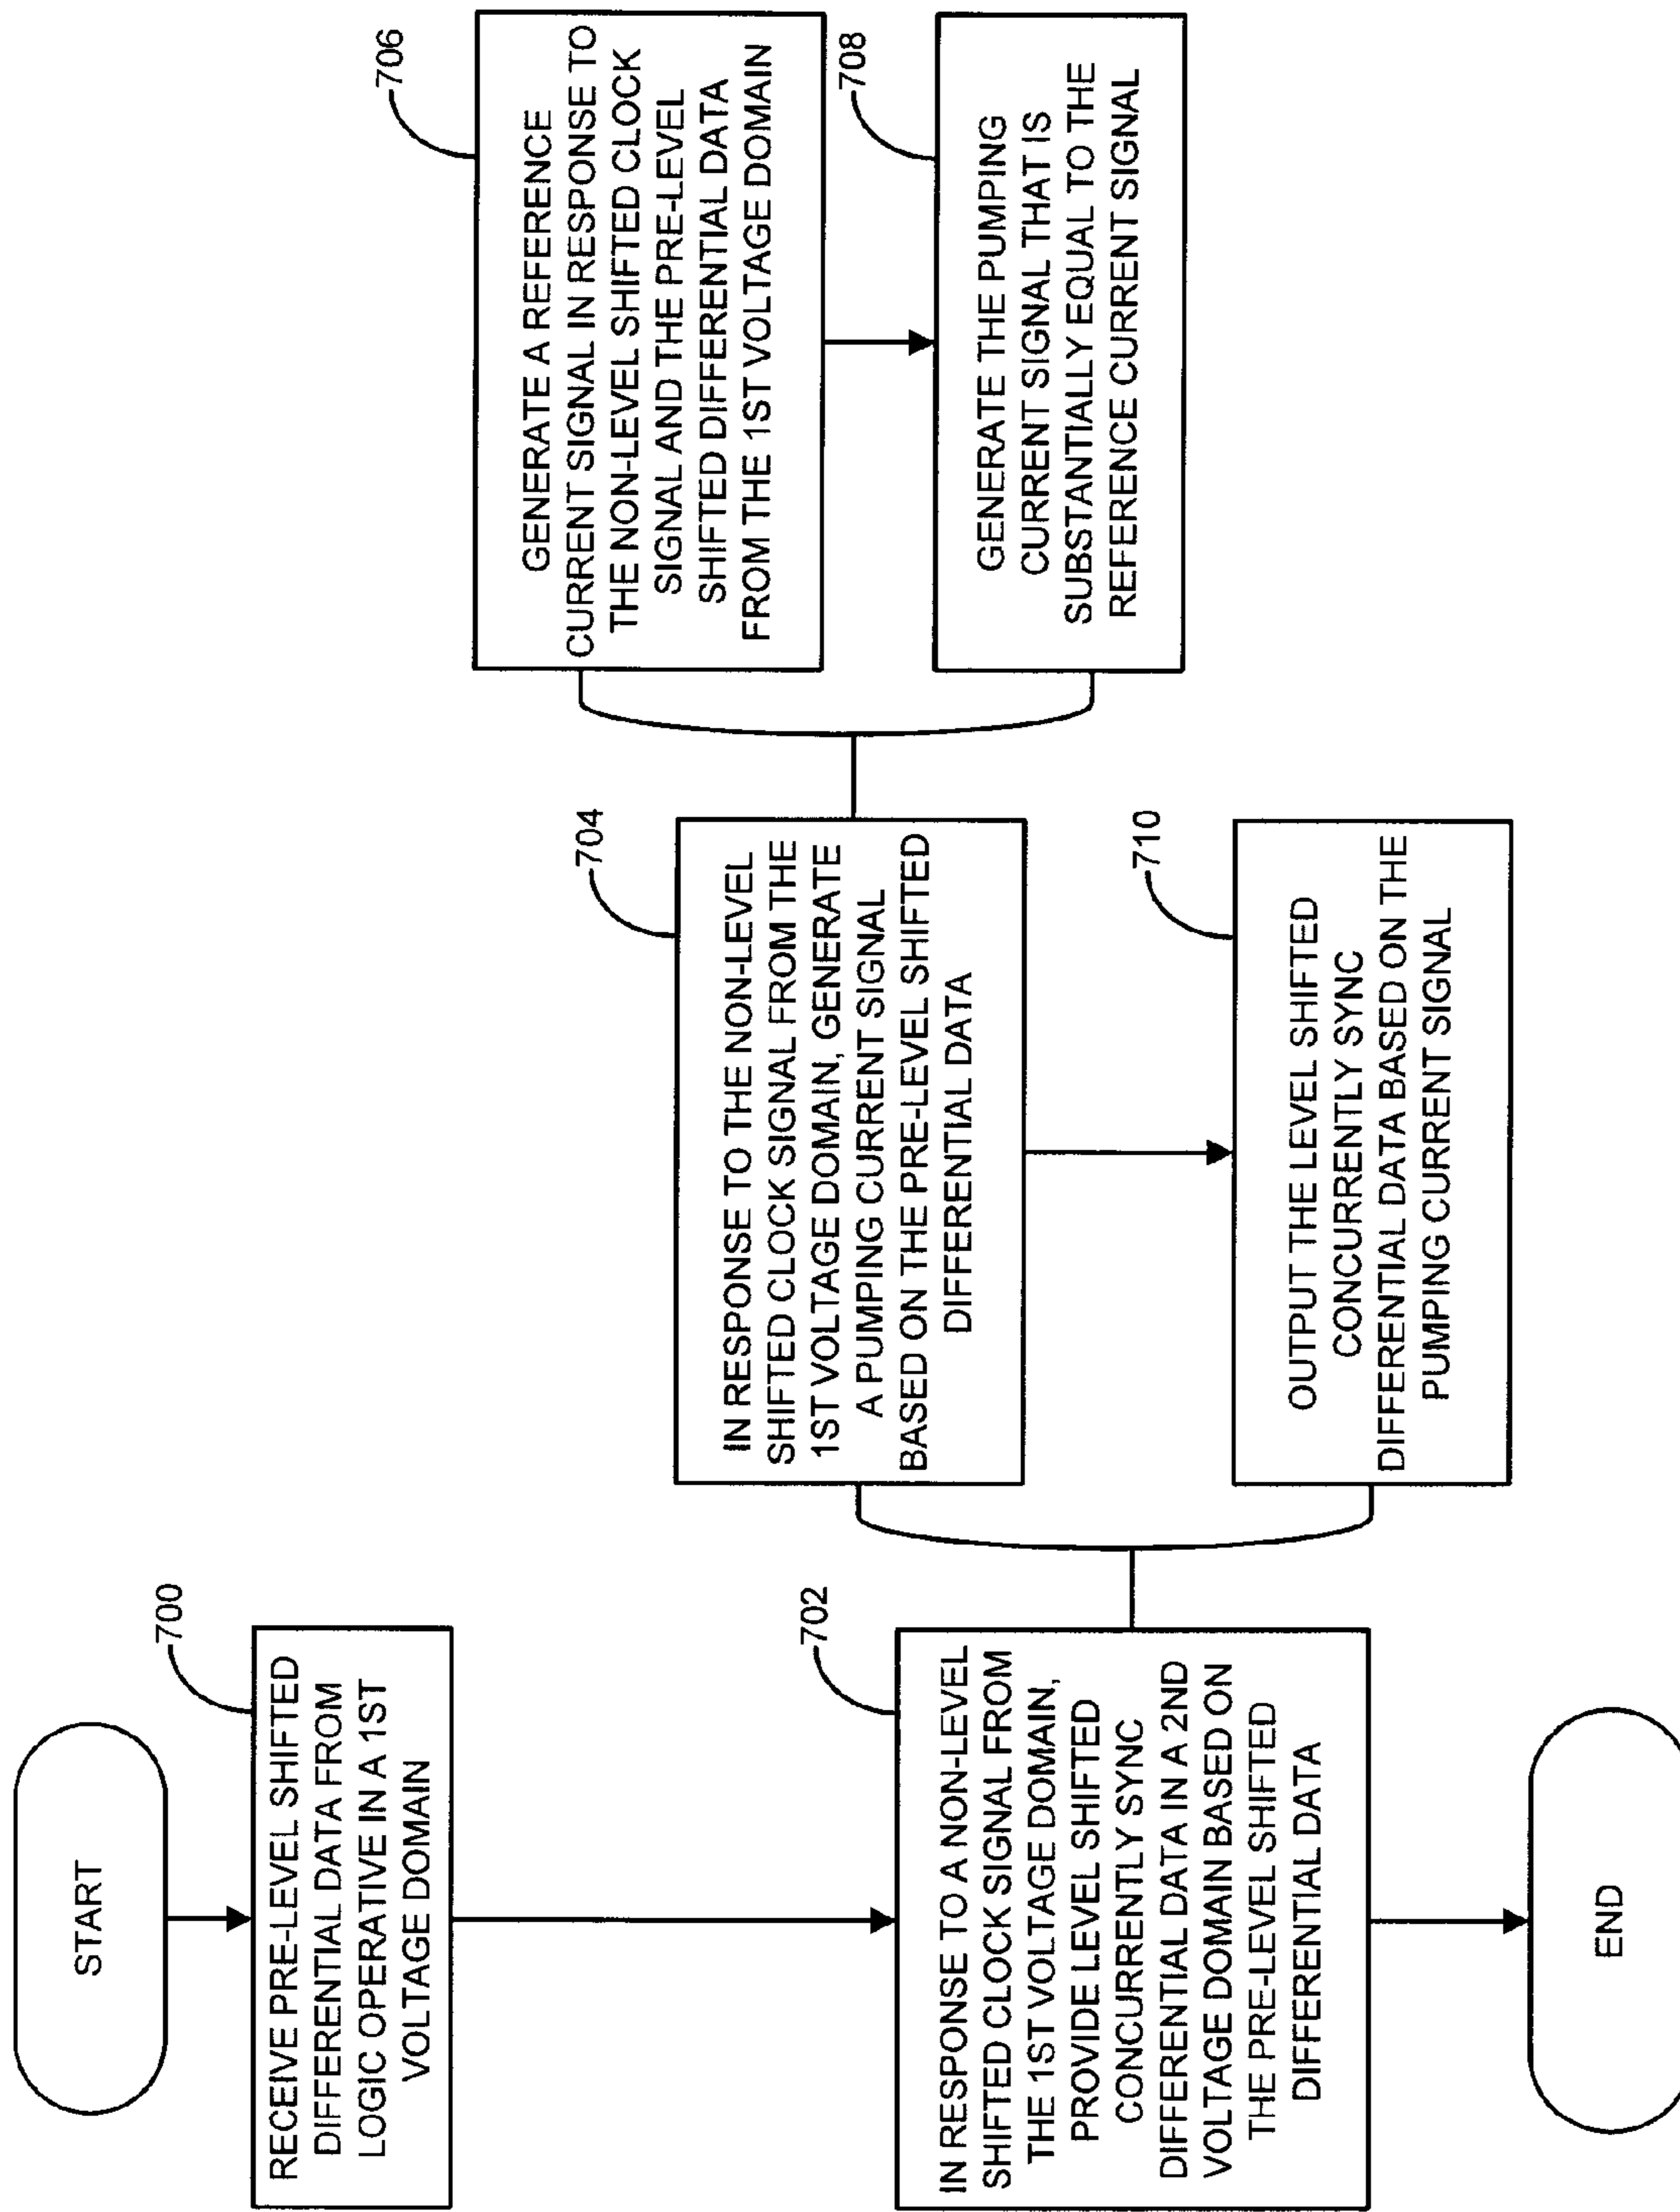 START
700
RECEIVE PRE-LEVEL SHIFTED
DIFFERENTIAL DATA FROM
LOGIC OPERATIVE IN A 1ST
VOLTAGE DOMAIN
702
IN RESPONSE TO A NON-LEVEL
SHIFTED CLOCK SIGNAL FROM
THE 1ST VOLTAGE DOMAIN,
PROVIDE LEVEL SHIFTED
CONCURRENTLY SYNC
DIFFERENTIAL DATA IN A 2ND
VOLTAGE DOMAIN BASED ON
THE PRE-LEVEL SHIFTED
DIFFERENTIAL DATA
END
704
IN RESPONSE TO THE NON-LEVEL
SHIFTED CLOCK SIGNAL FROM THE
1ST VOLTAGE DOMAIN, GENERATE
A PUMPING CURRENT SIGNAL
BASED ON THE PRE-LEVEL SHIFTED
DIFFERENTIAL DATA
710
OUTPUT THE LEVEL SHIFTED
CONCURRENTLY SYNC
DIFFERENTIAL DATA BASED ON THE
PUMPING CURRENT SIGNAL
706
GENERATE A REFERENCE
CURRENT SIGNAL IN RESPONSE TO
THE NON-LEVEL SHIFTED CLOCK
SIGNAL AND THE PRE-LEVEL
SHIFTED DIFFERENTIAL DATA
FROM THE 1ST VOLTAGE DOMAIN
708
GENERATE THE PUMPING
CURRENT SIGNAL THAT IS
SUBSTANTIALLY EQUAL TO THE
REFERENCE CURRENT SIGNAL